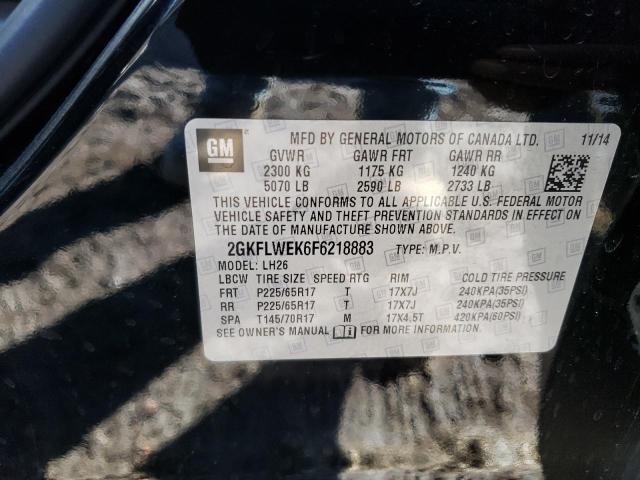 GM MFD BY GENERAL MOTORS OF CANADA LTD. 11/14
GVWR GAWR FRT GAWR RR
2300 KG 1175 KG 1240 KG
5070 LB 2590 LB 2733 LB
THIS VEHICLE CONFORMS TO ALL APPLICABLE U.S. FEDERAL MOTOR
VEHICLE SAFETY AND THEFT PREVENTION STANDARDS IN EFFECT ON
THE DATE OF MANUFACTURE SHOWN ABOVE.
2GKFLWEK6F6218883 TYPE: M.P.V.
MODEL: LH26
LBCW TIRE SIZE SPEED RTG RIM COLD TIRE PRESSURE
FRT P225/65R17 T 17X7J 240KPA(35PSI)
RR P225/65R17 T 17X7J 240KPA(35PSI)
SPA T145/70R17 M 17X4.5T 420KPA(60PSI)
SEE OWNER'S MANUAL FOR MORE INFORMATION.